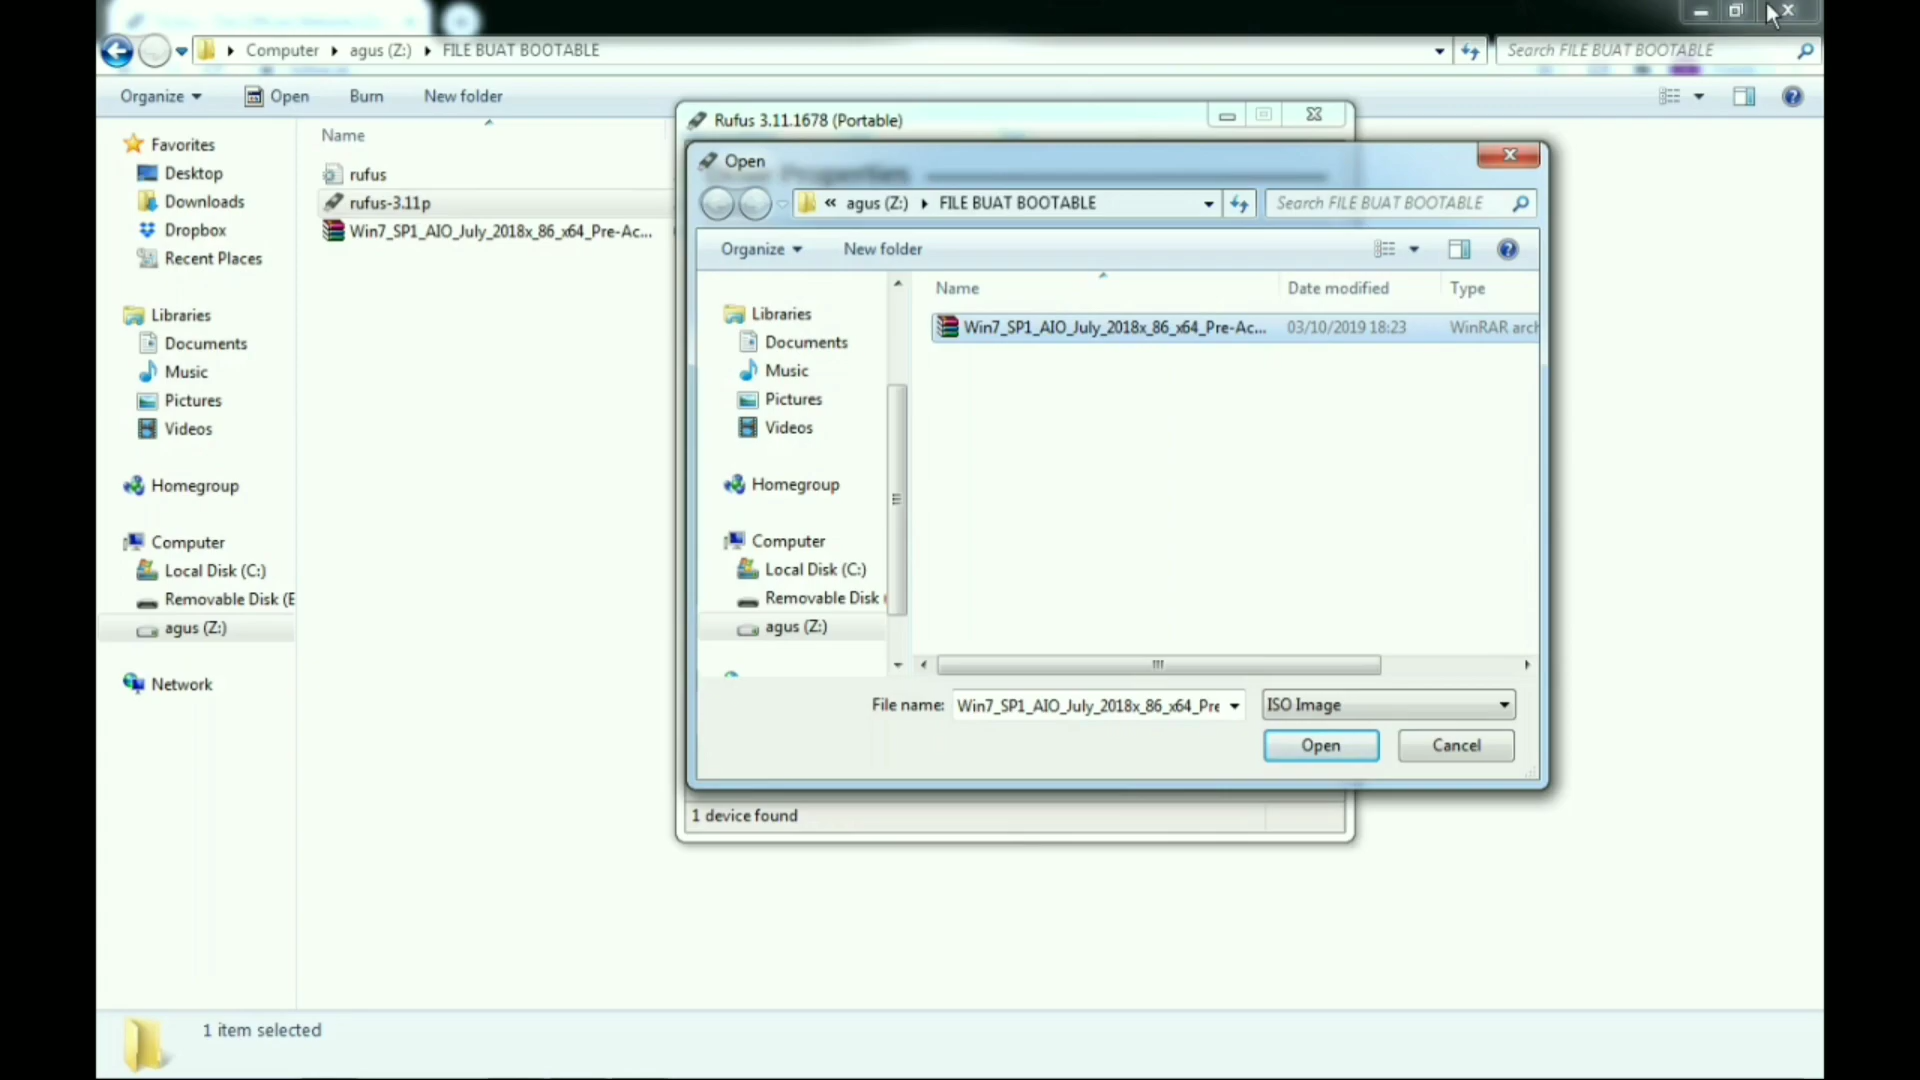 Computer ▸ agus (Z:) ▸ FILE BUAT BOOTABLE
Search FILE BUAT BOOTABLE
Organize Open Burn New folder
Favorites
Desktop
Downloads
Dropbox
Recent Places
Libraries
Documents
Music
Pictures
Videos
Homegroup
Computer
Local Disk (C:)
Removable Disk (E
agus (Z:)
Network
Name
rufus
rufus-3.11p
Win7_SP1_AIO_July_2018x_86_x64_Pre-Ac...
Rufus 3.11.1678 (Portable)
Open
Properties
« agus (Z:) ▸ FILE BUAT BOOTABLE
Search FILE BUAT BOOTABLE
Organize New folder
Libraries
Documents
Music
Pictures
Videos
Homegroup
Computer
Local Disk (C:)
Removable Disk (
agus (Z:)
Name Date modified Type
Win7_SP1_AIO_July_2018x_86_x64_Pre-Ac... 03/10/2019 18:23 WinRAR arch
File name: Win7_SP1_AIO_July_2018x_86_x64_Pre ISO Image
Open Cancel
1 device found
1 item selected